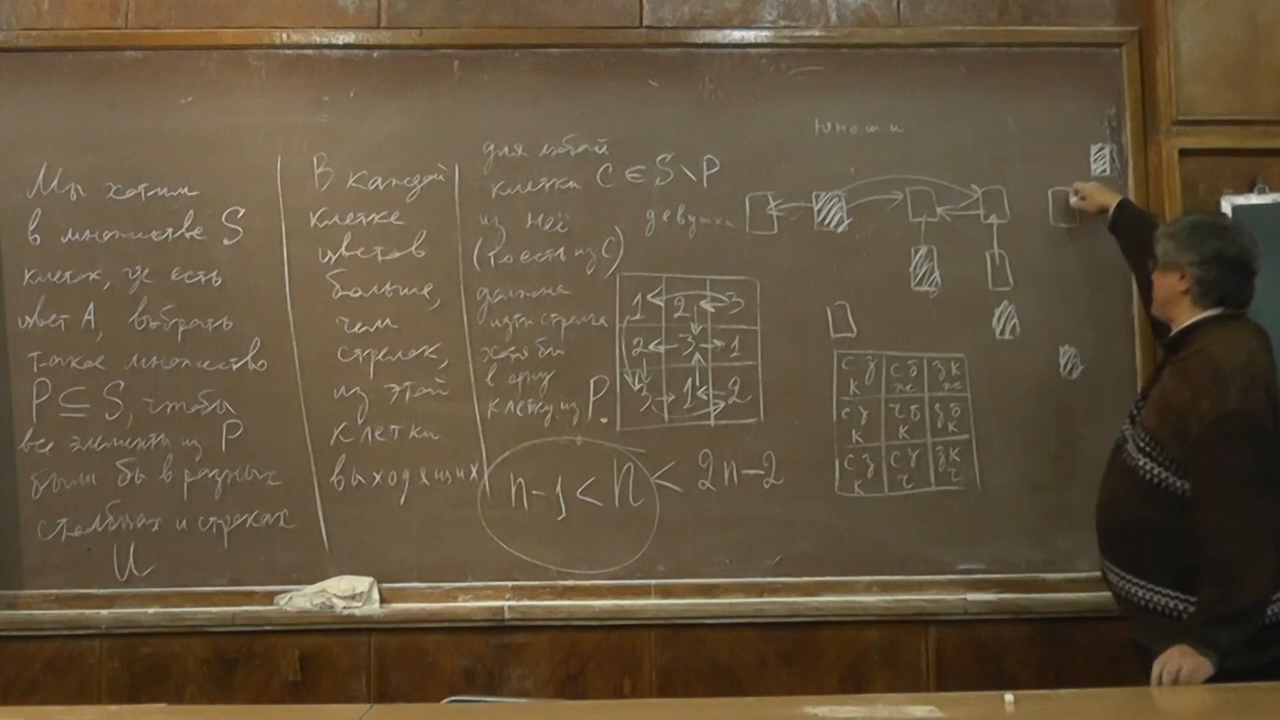 Мы хотим
в множестве S
клеток, где есть
цвет A, выбрать
такое множество
P ⊆ S, чтобы
все элементы из P
были бы в разных
столбцах и строках
и
В каждой
клетке
цветов
больше,
чем
стрелок,
из этой
клетки
выходящих
для любой
клетки C ∈ S \ P
из неё
(то есть из C)
должна
идти стрелка
хотя бы
в одну
клетку из P.
1 2 3
2 3 1
3 1 2
n-1 < n < 2n-2
Юноши
девушки